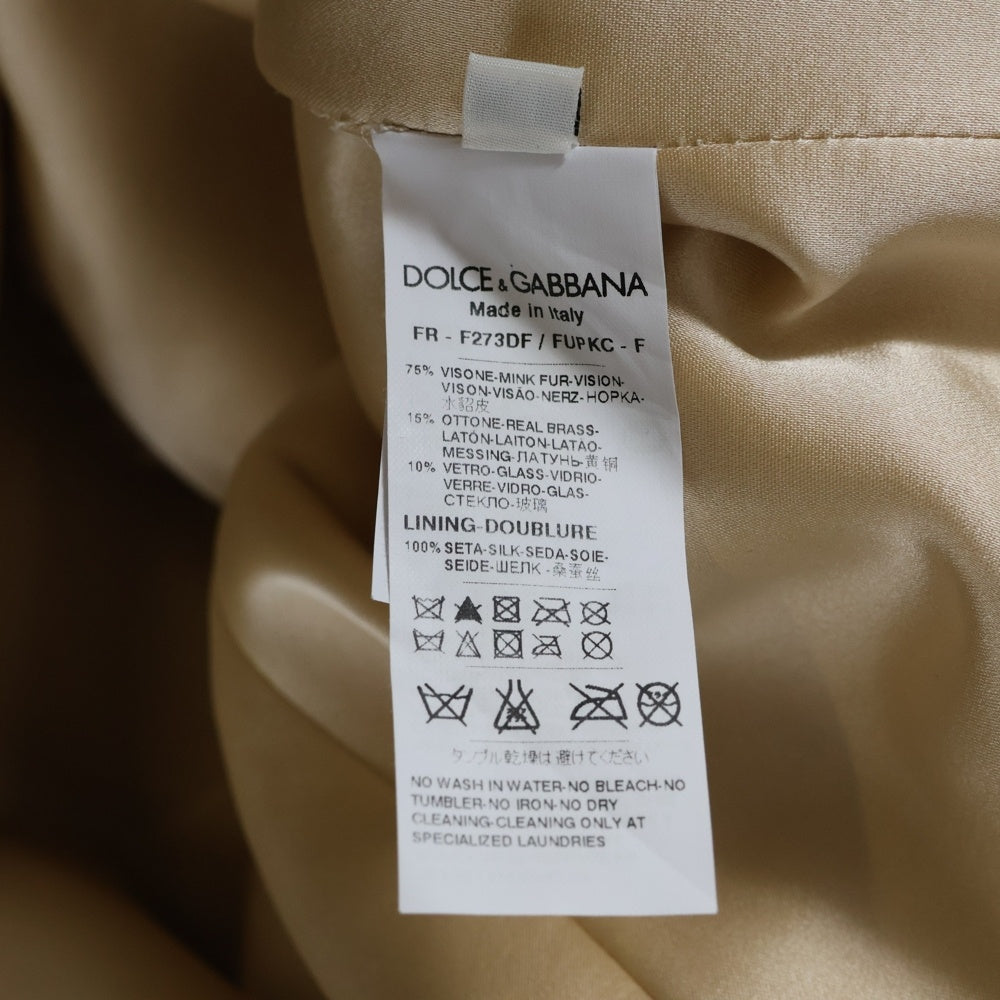 DOLCE & GABBANA
Made in Italy
FR - F273DF / FUPKC - F
75% VISONE-MINK FUR-VISION-
VISON-VISÃO-NERZ-НОРКА-
水貂皮
15% OTTONE-REAL BRASS-
LATÓN-LAITON-LATÃO-
MESSING-ЛАТУНЬ-黄铜
10% VETRO-GLASS-VIDRIO-
VERRE-VIDRO-GLAS-
СТЕКЛО-玻璃
LINING-DOUBLURE
100% SETA-SILK-SEDA-SOIE-
SEIDE-ШЕЛК -桑蚕丝
タンブル乾燥は避けてください
NO WASH IN WATER-NO BLEACH-NO
TUMBLER-NO IRON-NO DRY
CLEANING-CLEANING ONLY AT
SPECIALIZED LAUNDRIES